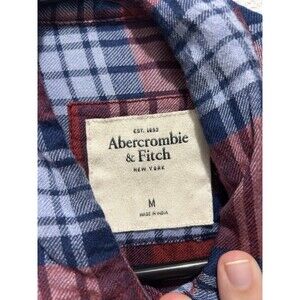 EST. 1892
Abercrombie
& Fitch
NEW YORK
M
MADE IN INDIA